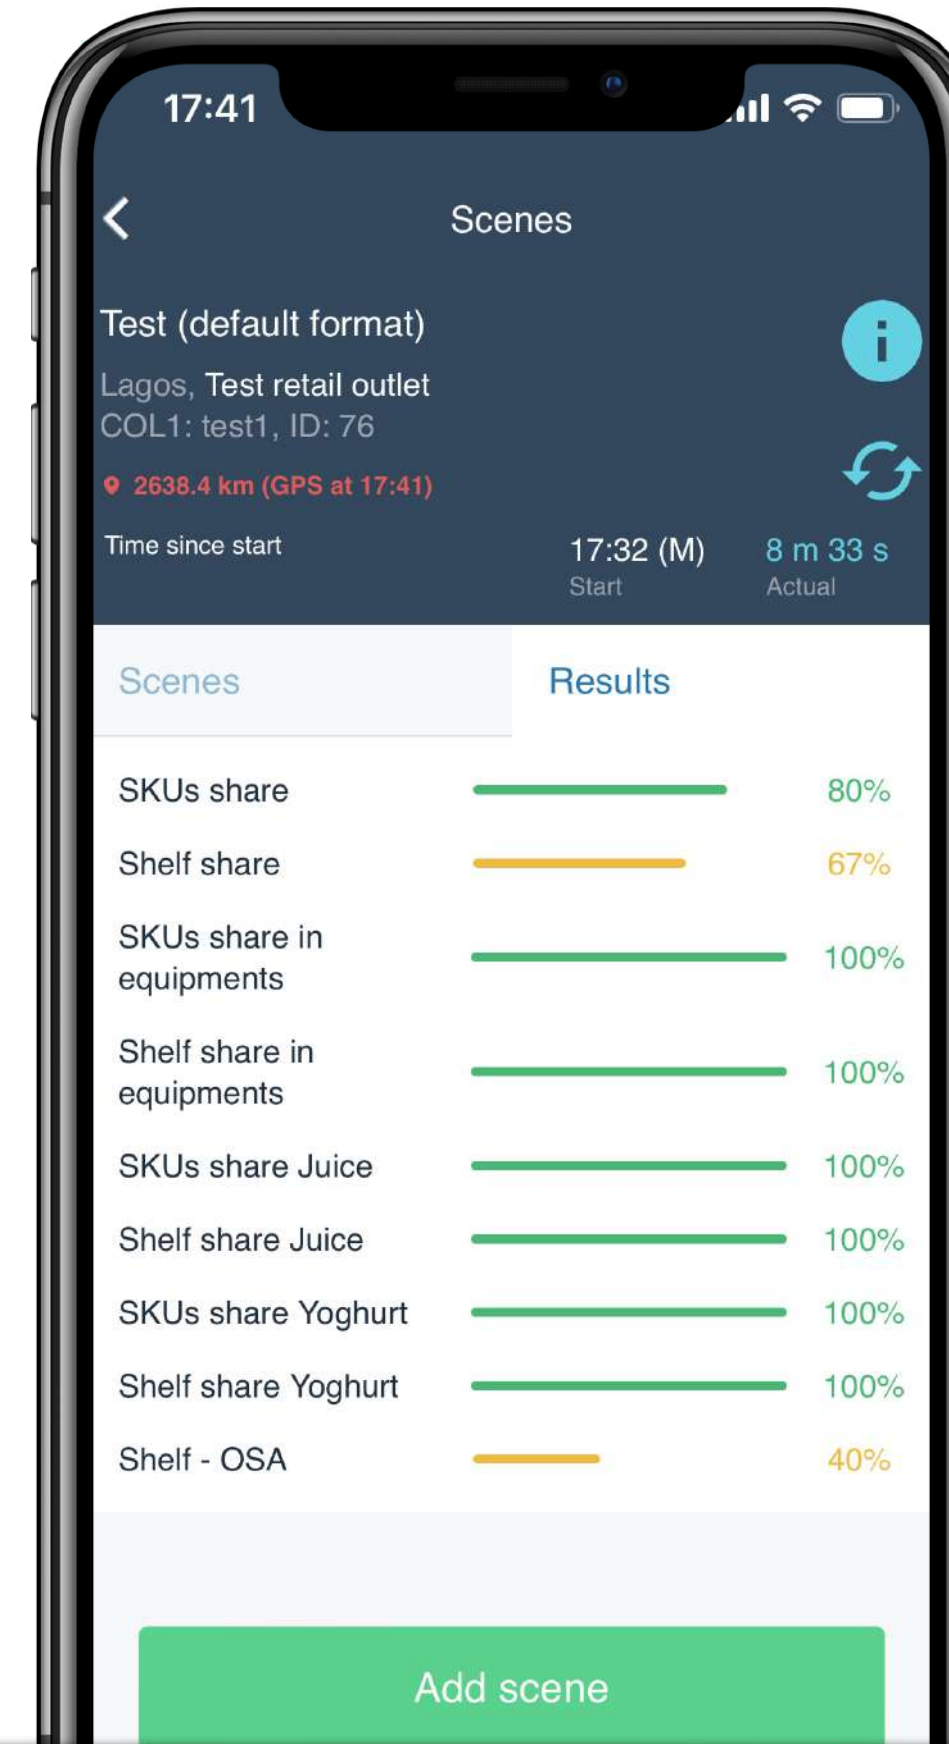 17:41
Scenes
Test (default format)
Lagos, Test retail outlet
COL1: test1, ID: 76
2638.4 km (GPS at 17:41)
Time since start
17:32 (M)
8 m 33 s
Start
Actual
Scenes
Results
SKUs share
80%
Shelf share
67%
SKUs share in
equipments
100%
Shelf share in
equipments
100%
SKUs share Juice
100%
Shelf share Juice
100%
SKUs share Yoghurt
100%
Shelf share Yoghurt
100%
Shelf - OSA
40%
Add scene